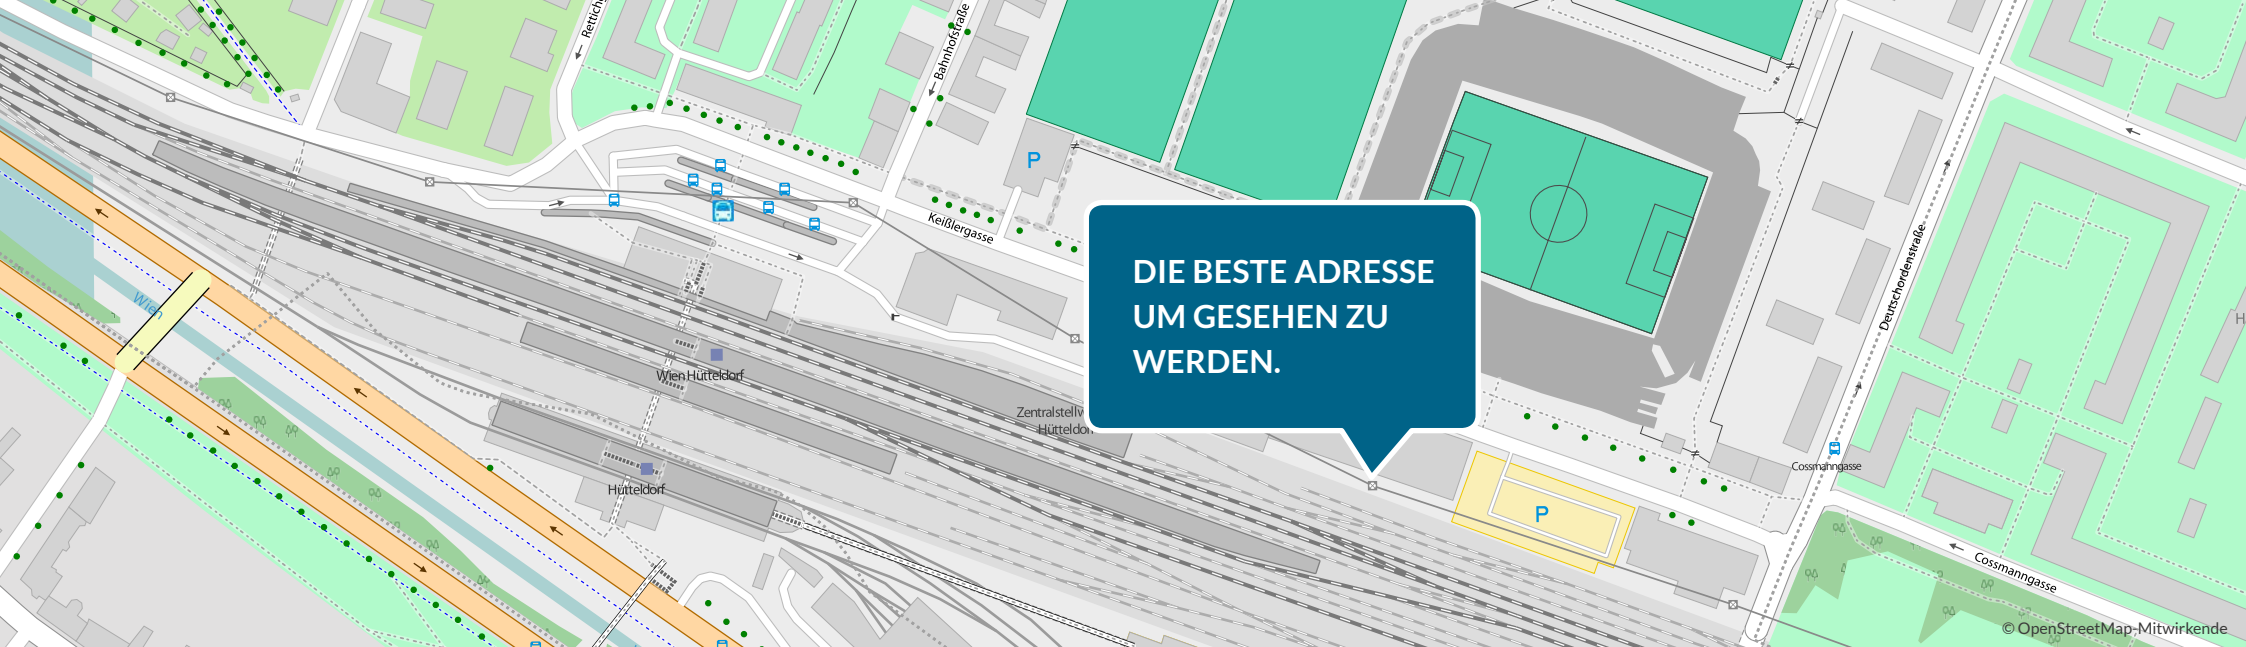 Rettich
Bahnhofstraße
P
Keißlergasse
DIE BESTE ADRESSE
UM GESEHEN ZU
WERDEN.
Deutschordenstraße
Wien
Wien Hütteldorf
Hütteldorf
Zentralstellw
Hütteldor
P
Cossmanngasse
Cossmanngasse
H
© OpenStreetMap-Mitwirkende